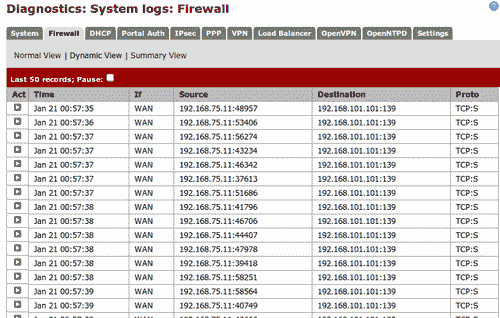 Diagnostics: System logs: Firewall
System Firewall DHCP Portal Auth IPsec PPP VPN Load Balancer OpenVPN OpenNTPD Settings
Normal View | Dynamic View | Summary View
Last 50 records; Pause:
Act Time If Source Destination Proto
Jan 21 00:57:35 WAN 192.168.75.11:48957 192.168.101.101:139 TCP:S
Jan 21 00:57:36 WAN 192.168.75.11:53406 192.168.101.101:139 TCP:S
Jan 21 00:57:37 WAN 192.168.75.11:56274 192.168.101.101:139 TCP:S
Jan 21 00:57:37 WAN 192.168.75.11:43234 192.168.101.101:139 TCP:S
Jan 21 00:57:37 WAN 192.168.75.11:46342 192.168.101.101:139 TCP:S
Jan 21 00:57:37 WAN 192.168.75.11:37613 192.168.101.101:139 TCP:S
Jan 21 00:57:37 WAN 192.168.75.11:51686 192.168.101.101:139 TCP:S
Jan 21 00:57:38 WAN 192.168.75.11:41796 192.168.101.101:139 TCP:S
Jan 21 00:57:38 WAN 192.168.75.11:46706 192.168.101.101:139 TCP:S
Jan 21 00:57:38 WAN 192.168.75.11:44407 192.168.101.101:139 TCP:S
Jan 21 00:57:38 WAN 192.168.75.11:47978 192.168.101.101:139 TCP:S
Jan 21 00:57:38 WAN 192.168.75.11:39418 192.168.101.101:139 TCP:S
Jan 21 00:57:38 WAN 192.168.75.11:58251 192.168.101.101:139 TCP:S
Jan 21 00:57:39 WAN 192.168.75.11:58564 192.168.101.101:139 TCP:S
Jan 21 00:57:39 WAN 192.168.75.11:40749 192.168.101.101:139 TCP:S